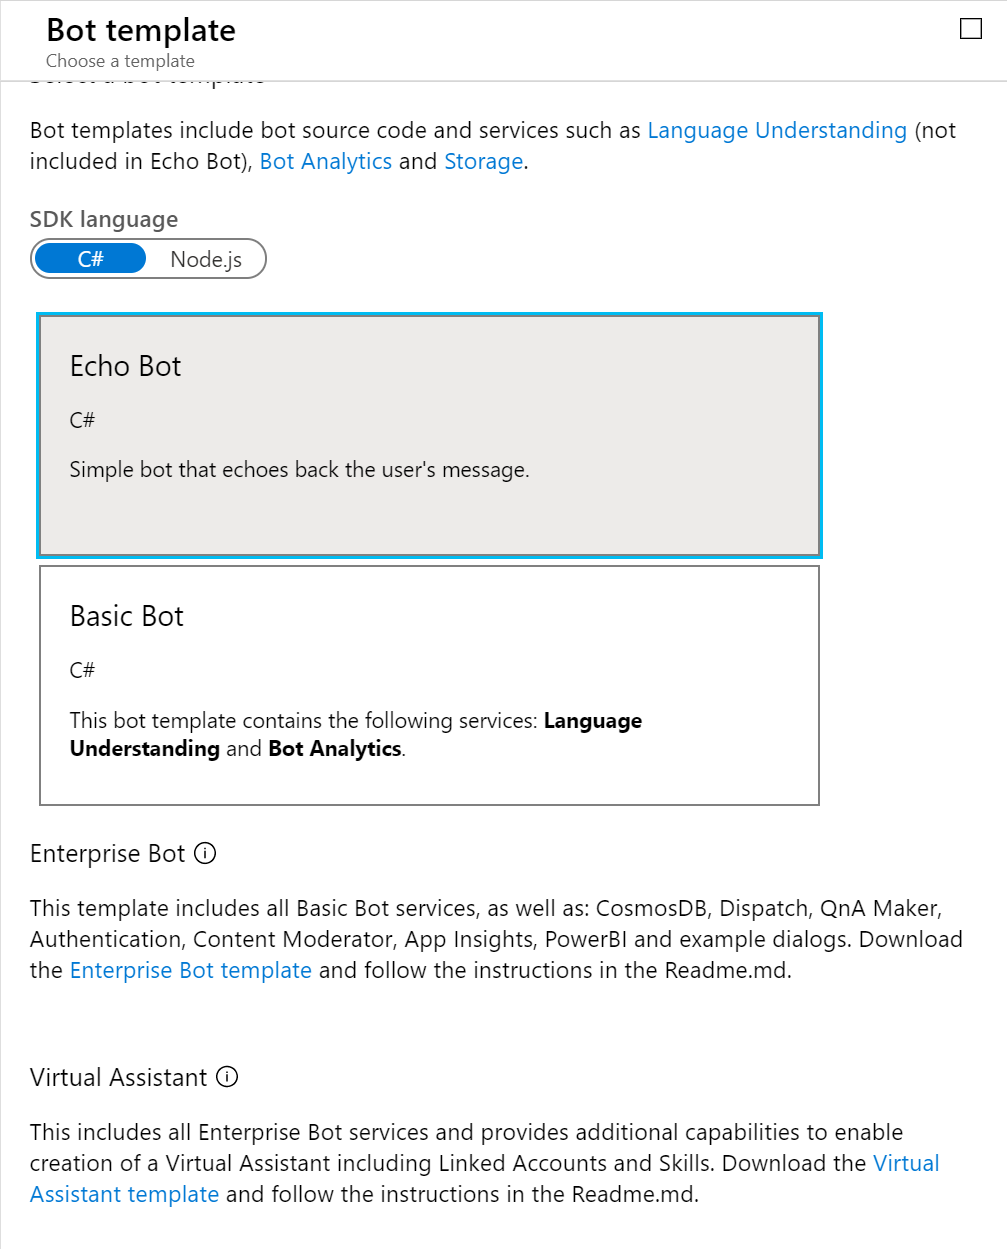 Bot template
Choose a template
Select a bot template
Bot templates include bot source code and services such as Language Understanding (not
included in Echo Bot), Bot Analytics and Storage.
SDK language
C# Node.js
Echo Bot
C#
Simple bot that echoes back the user's message.
Basic Bot
C#
This bot template contains the following services: Language
Understanding and Bot Analytics.
Enterprise Bot
This template includes all Basic Bot services, as well as: CosmosDB, Dispatch, QnA Maker,
Authentication, Content Moderator, App Insights, PowerBI and example dialogs. Download
the Enterprise Bot template and follow the instructions in the Readme.md.
Virtual Assistant
This includes all Enterprise Bot services and provides additional capabilities to enable
creation of a Virtual Assistant including Linked Accounts and Skills. Download the Virtual
Assistant template and follow the instructions in the Readme.md.